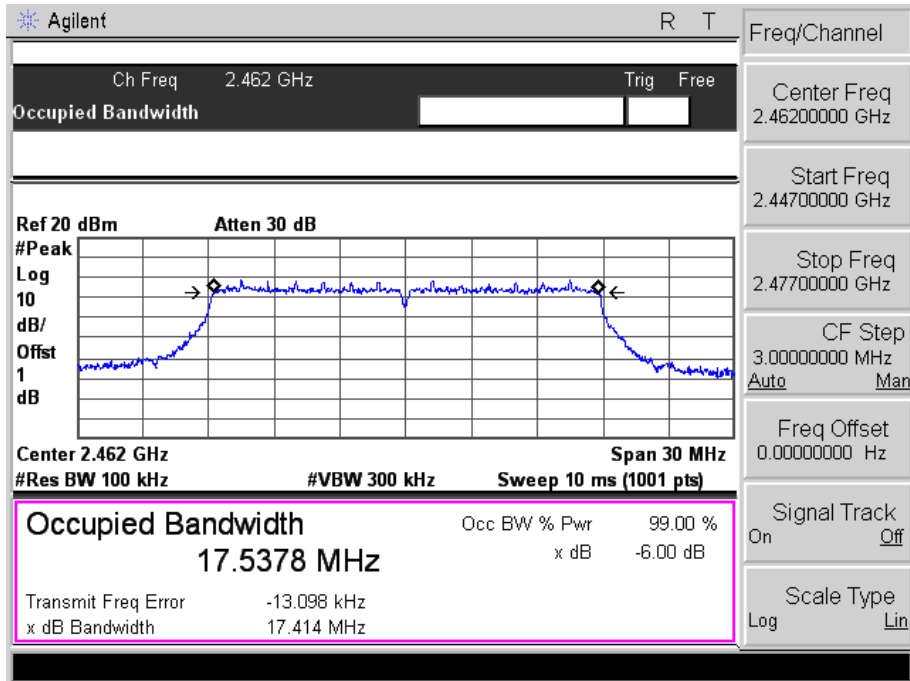 Agilent
R T
Ch Freq 2.462 GHz Trig Free
Occupied Bandwidth
Ref 20 dBm Atten 30 dB
#Peak
Log
10
dB/
Offst
1
dB
Center 2.462 GHz Span 30 MHz
#Res BW 100 kHz #VBW 300 kHz Sweep 10 ms (1001 pts)
Occupied Bandwidth
17.5378 MHz
Occ BW % Pwr 99.00 %
x dB -6.00 dB
Transmit Freq Error -13.098 kHz
x dB Bandwidth 17.414 MHz
Freq/Channel
Center Freq
2.46200000 GHz
Start Freq
2.44700000 GHz
Stop Freq
2.47700000 GHz
CF Step
3.00000000 MHz
Auto Man
Freq Offset
0.00000000 Hz
Signal Track
On Off
Scale Type
Log Lin